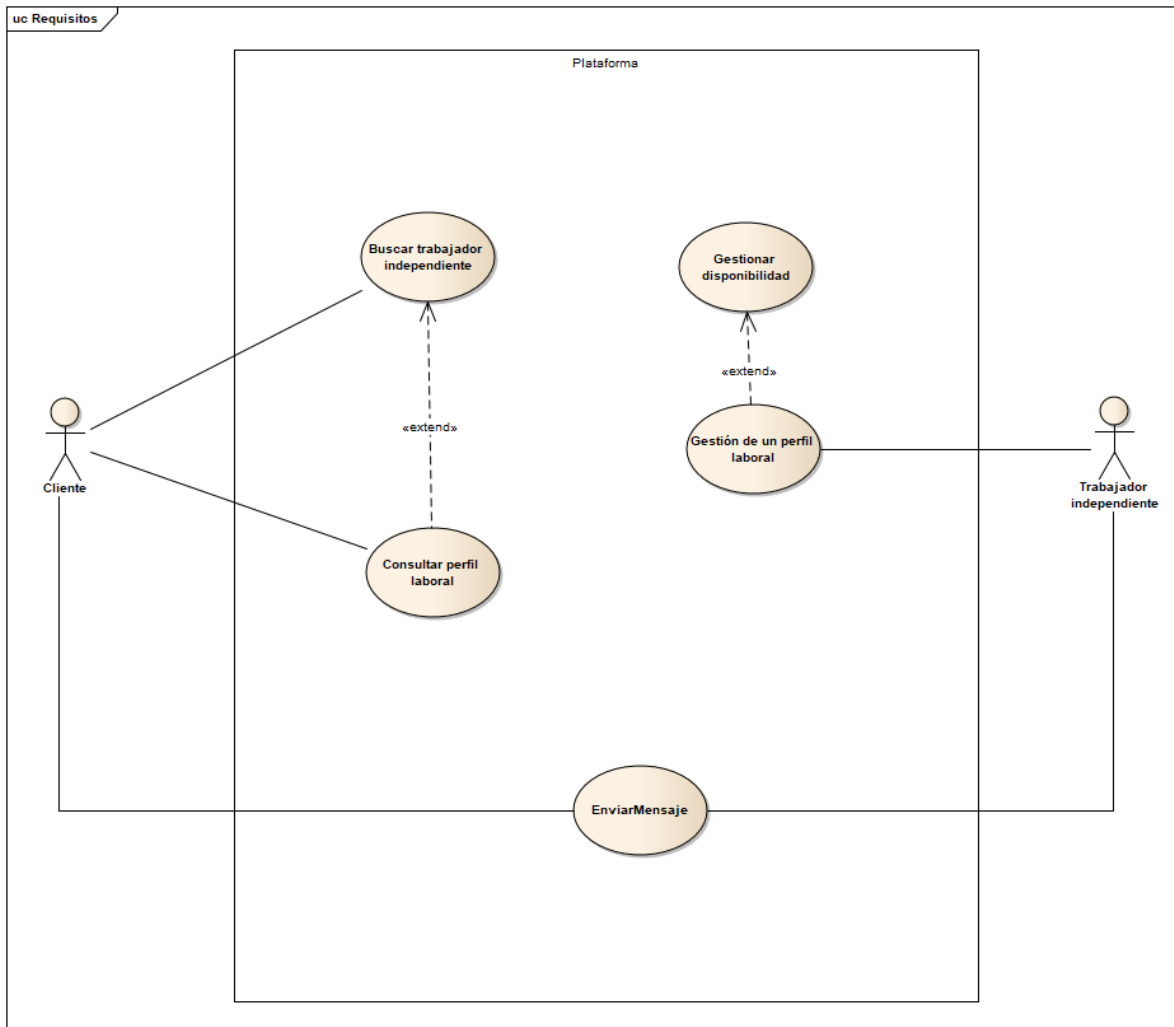 uc Requisitos
Plataforma
Buscar trabajador
independiente
Gestionar
disponibilidad
«extend»
«extend»
Gestión de un perfil
laboral
Cliente
Trabajador
independiente
Consultar perfil
laboral
EnviarMensaje